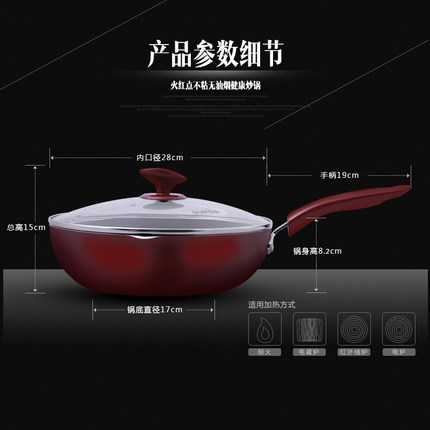 产品参数细节
火红点不粘无油烟健康炒锅
内口径28cm
手柄19cm
总高15cm
SUPOR
锅身高8.2cm
锅底直径17cm
适用加热方式
明火
电磁炉
红外线炉
电炉